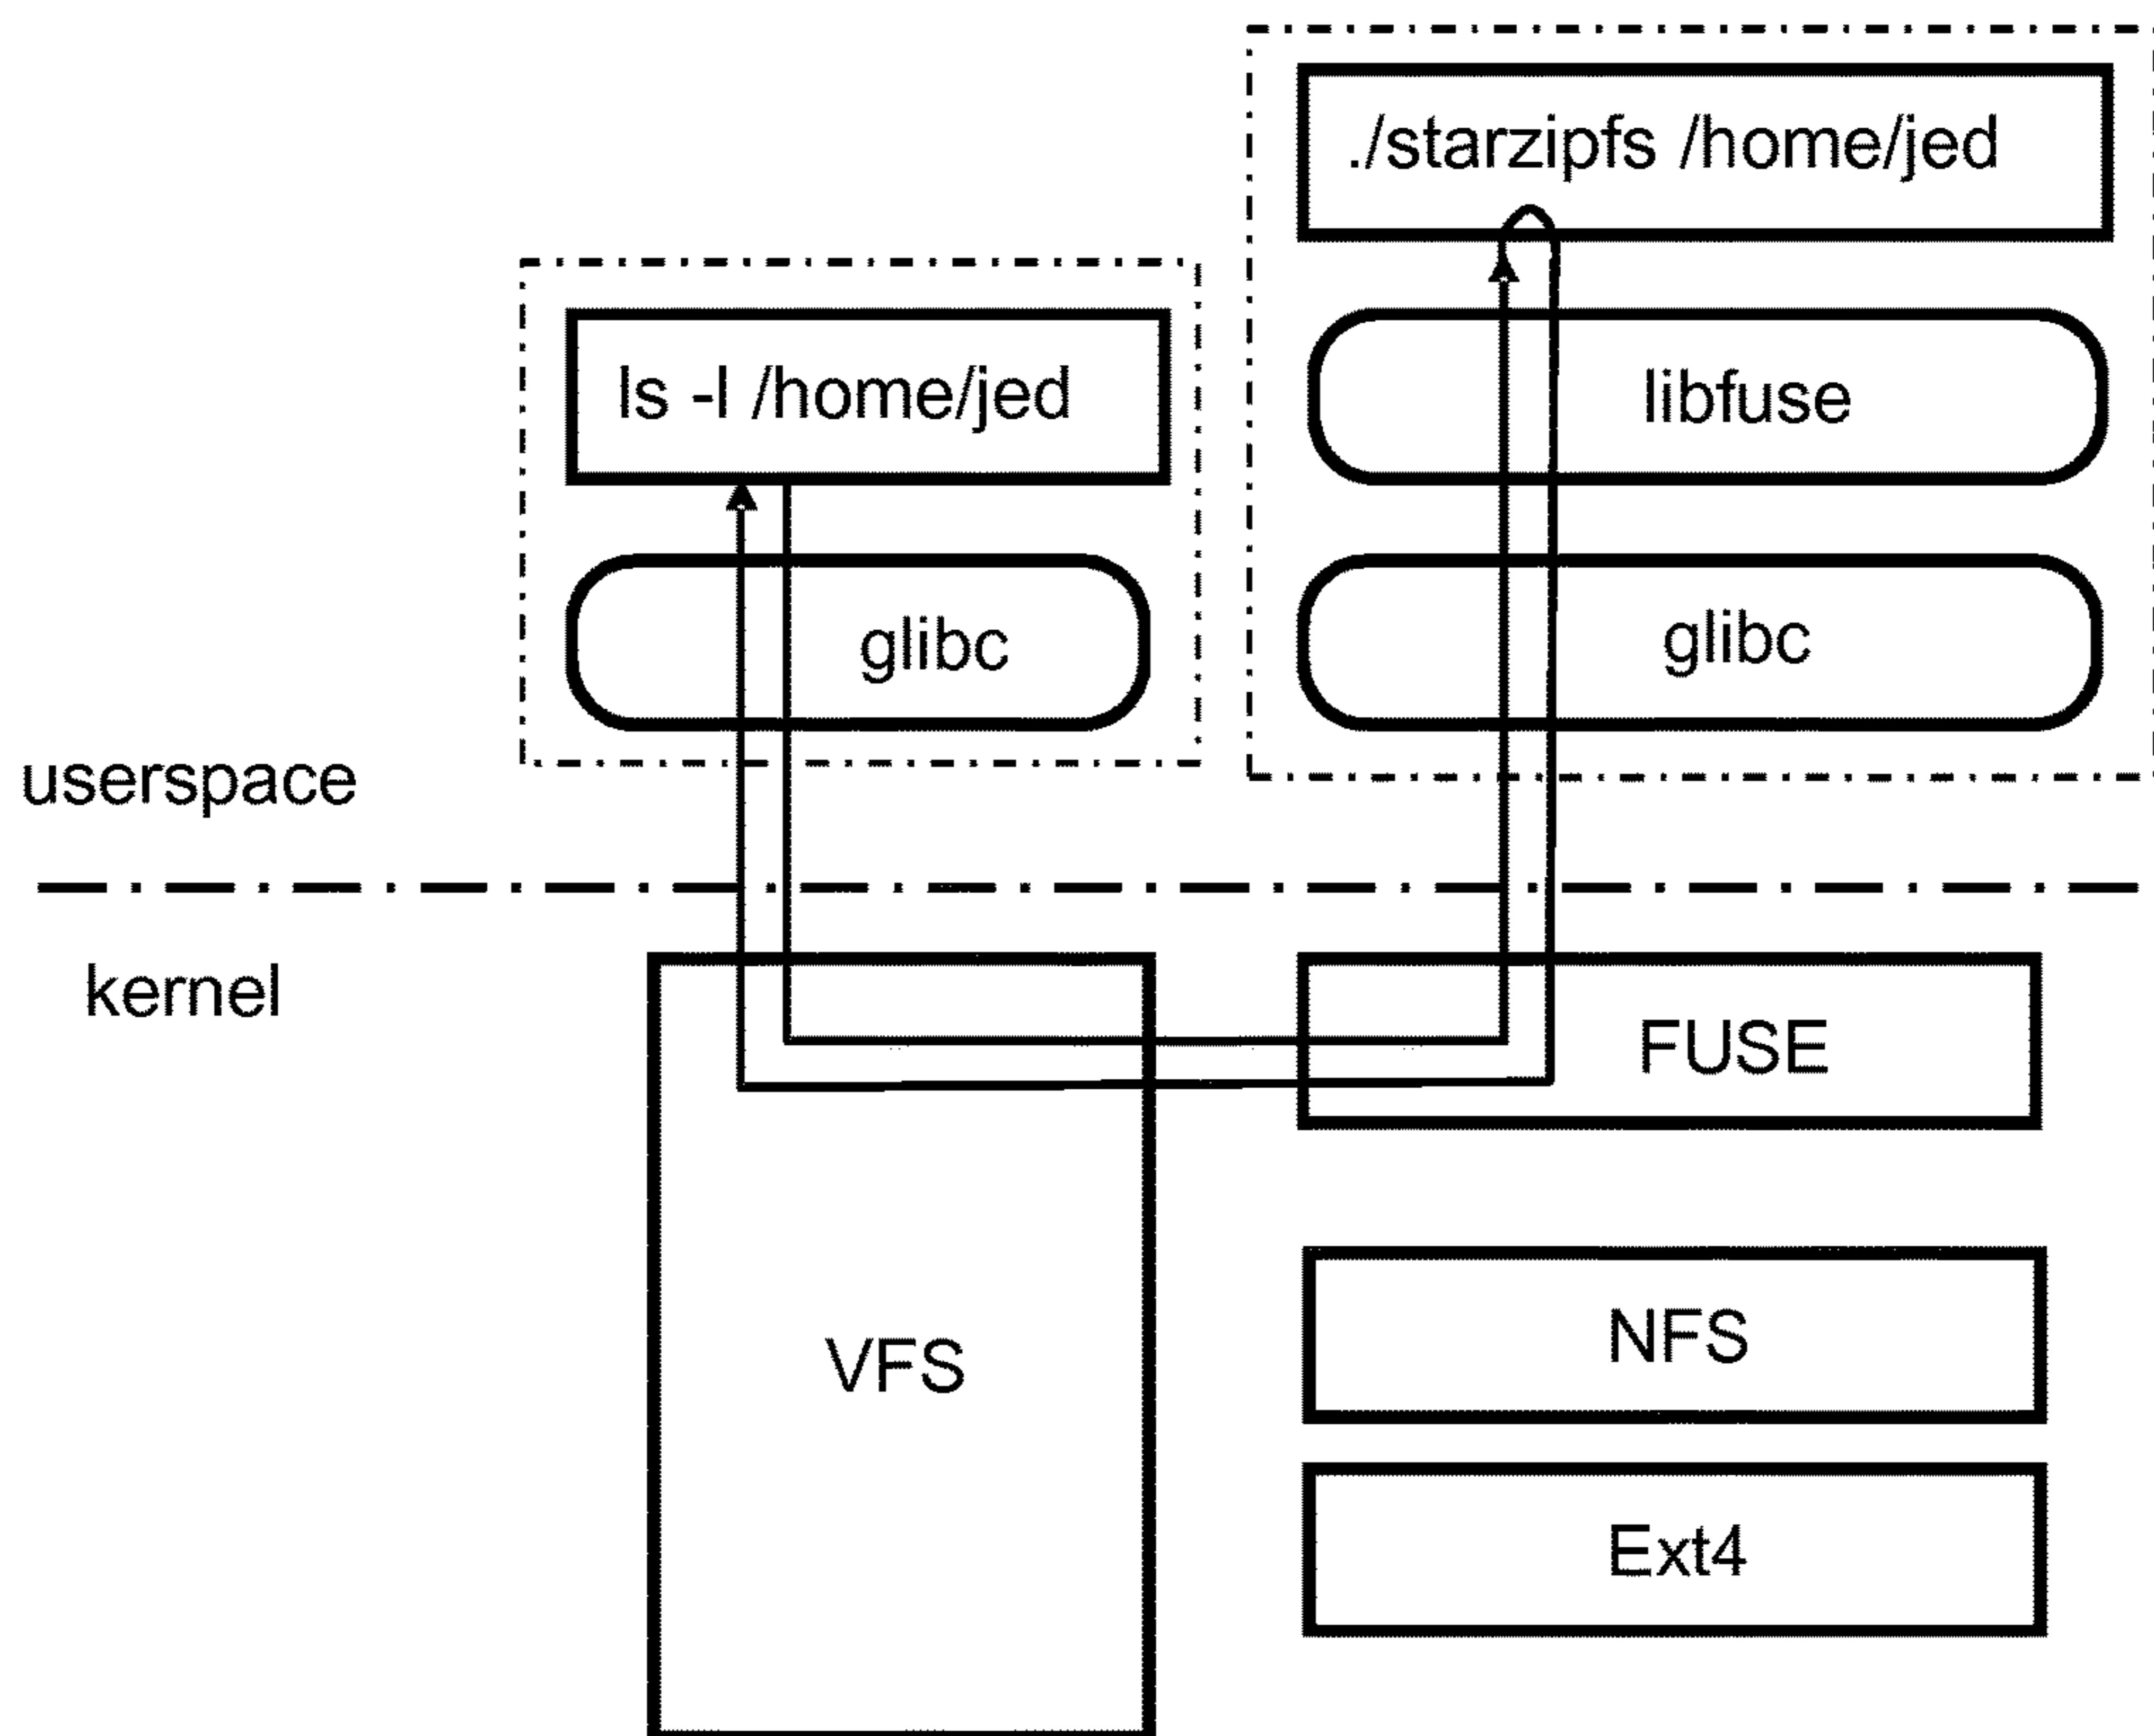 ./starzipfs /home/jed
ls -l /home/jed
libfuse
glibc
glibc
userspace
kernel
FUSE
NFS
VFS
Ext4